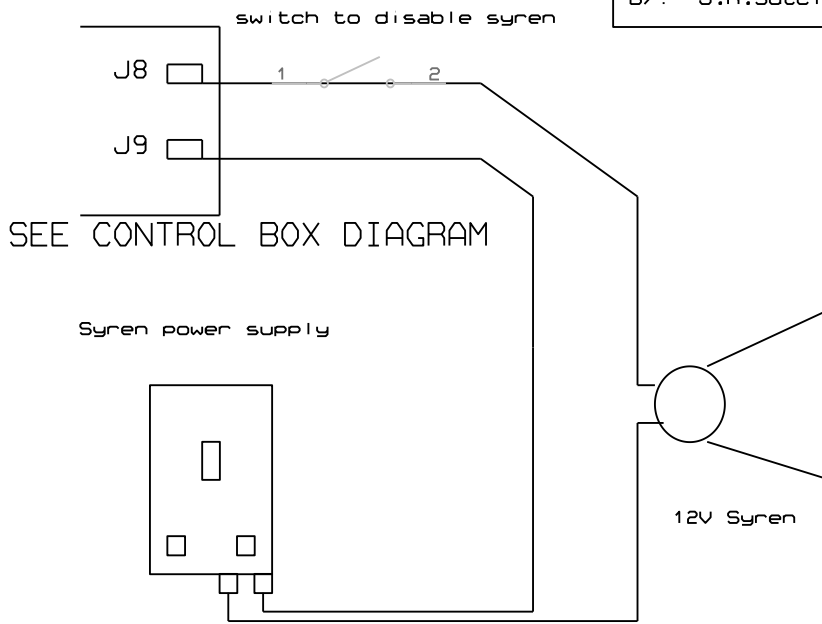 switch to disable syren
J8
1
2
J9
SEE CONTROL BOX DIAGRAM
Syren power supply
12V Syren